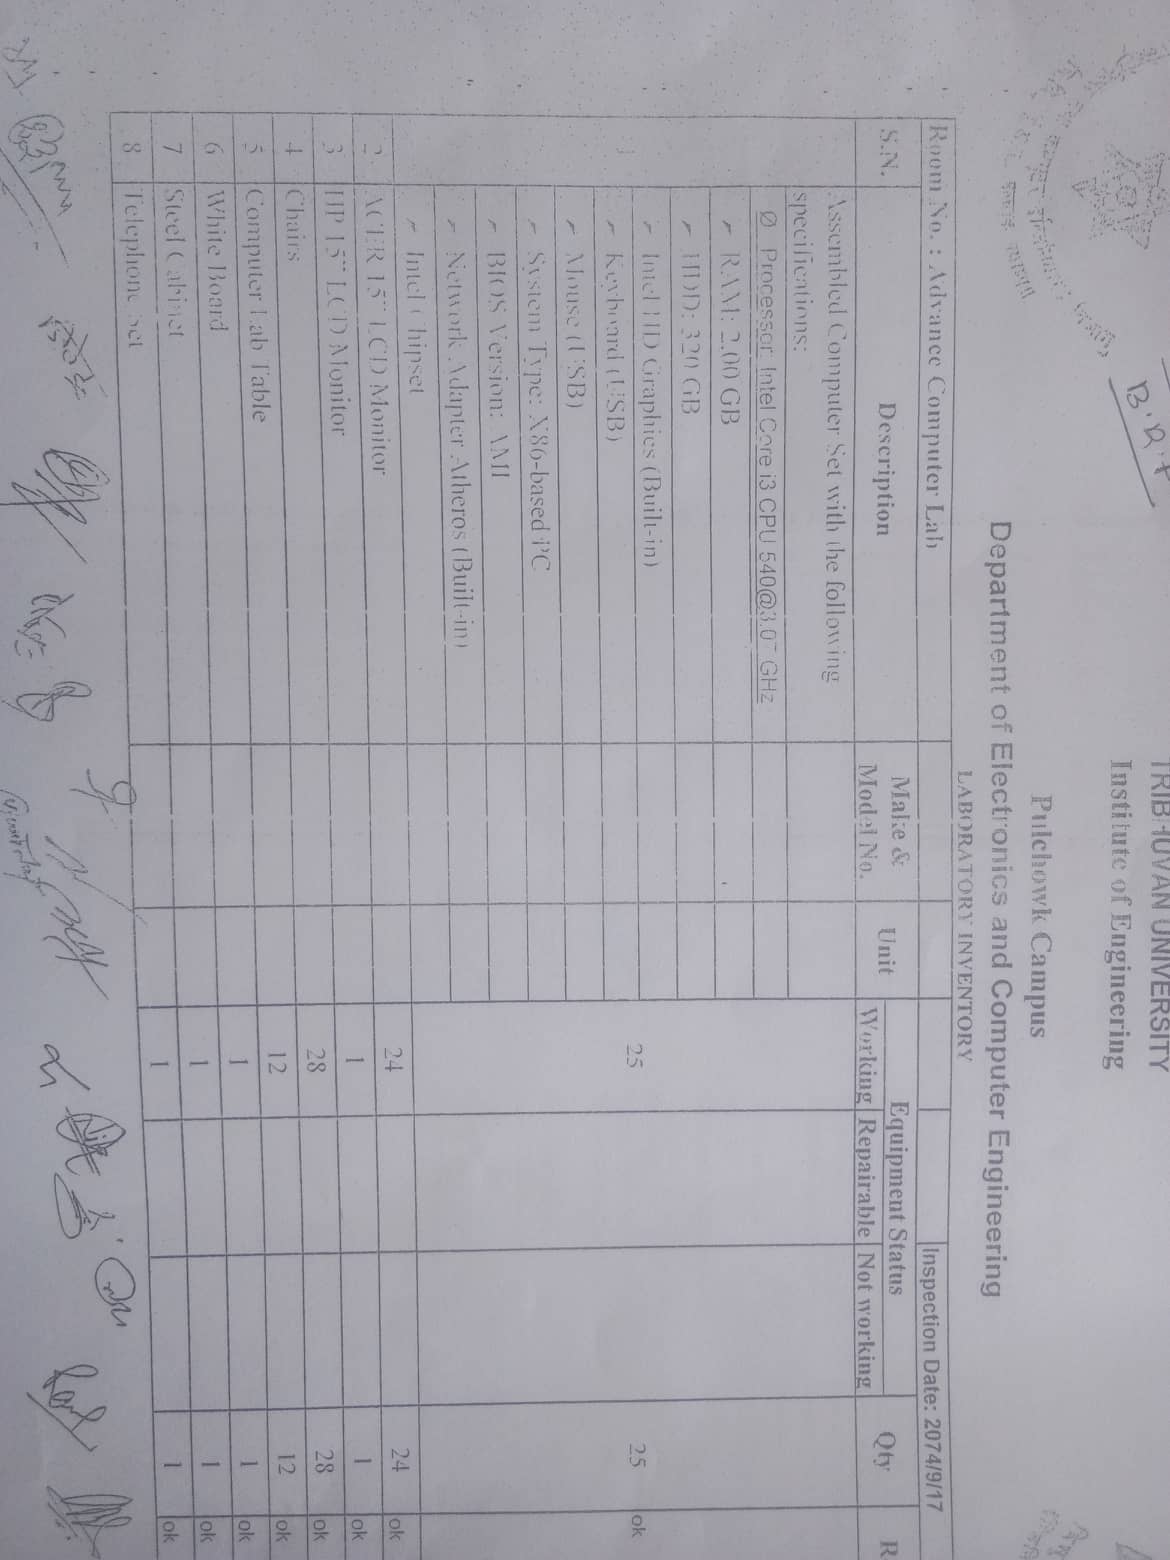 B.R.P
TRIBHUVAN UNIVERSITY
Institute of Engineering
Pulchowk Campus
Department of Electronics and Computer Engineering
LABORATORY INVENTORY
Room No. : Advance Computer Lab Inspection Date: 2074/9/17
S.N. Description Make & Model No. Unit Equipment Status Qty R
Working Repairable Not working
1 Assembled Computer Set with the following
specifications:
Ø Processor: Intel Core i3 CPU 540@3.07 GHz
➢ RAM: 2.00 GB
➢ HDD: 320 GB
➢ Intel HD Graphics (Built-in)
25 25 ok
➢ Keyboard (USB)
➢ Mouse (USB)
➢ System Type: X86-based PC
➢ BIOS Version: AMI
➢ Network Adapter Atheros (Built-in)
➢ Intel Chipset
2 ACER 15" LCD Monitor 24 24 ok
3 HP 15" LCD Monitor 1 1 ok
4 Chairs 28 28 ok
5 Computer Lab Table 12 12 ok
6 White Board 1 1 ok
7 Steel Cabinet 1 1 ok
8 Telephone Set 1 1 ok